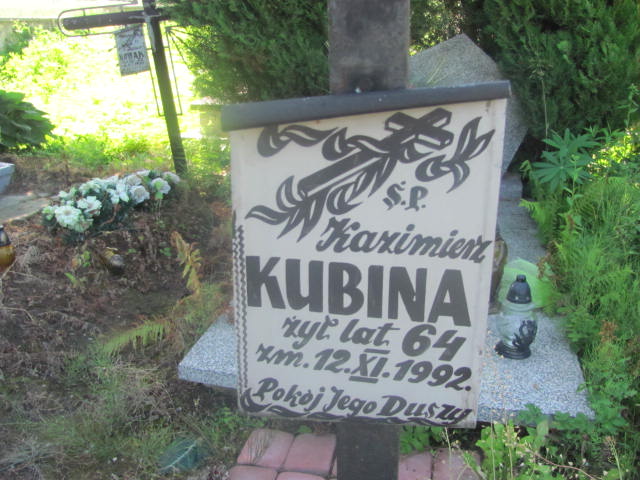 Ś.P.
Kazimierz
KUBINA
żył. lat. 64
zm. 12.XI.1992.
Pokój Jego Duszy